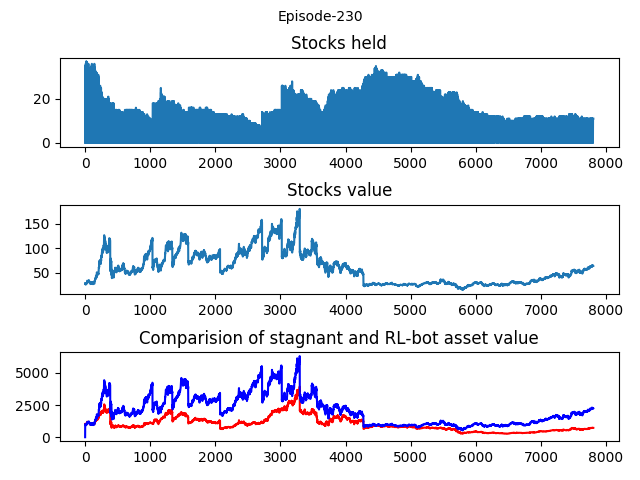 Episode-230
Stocks held
20
0
0 1000 2000 3000 4000 5000 6000 7000 8000
Stocks value
150
100
50
0 1000 2000 3000 4000 5000 6000 7000 8000
Comparision of stagnant and RL-bot asset value
5000
2500
0
0 1000 2000 3000 4000 5000 6000 7000 8000